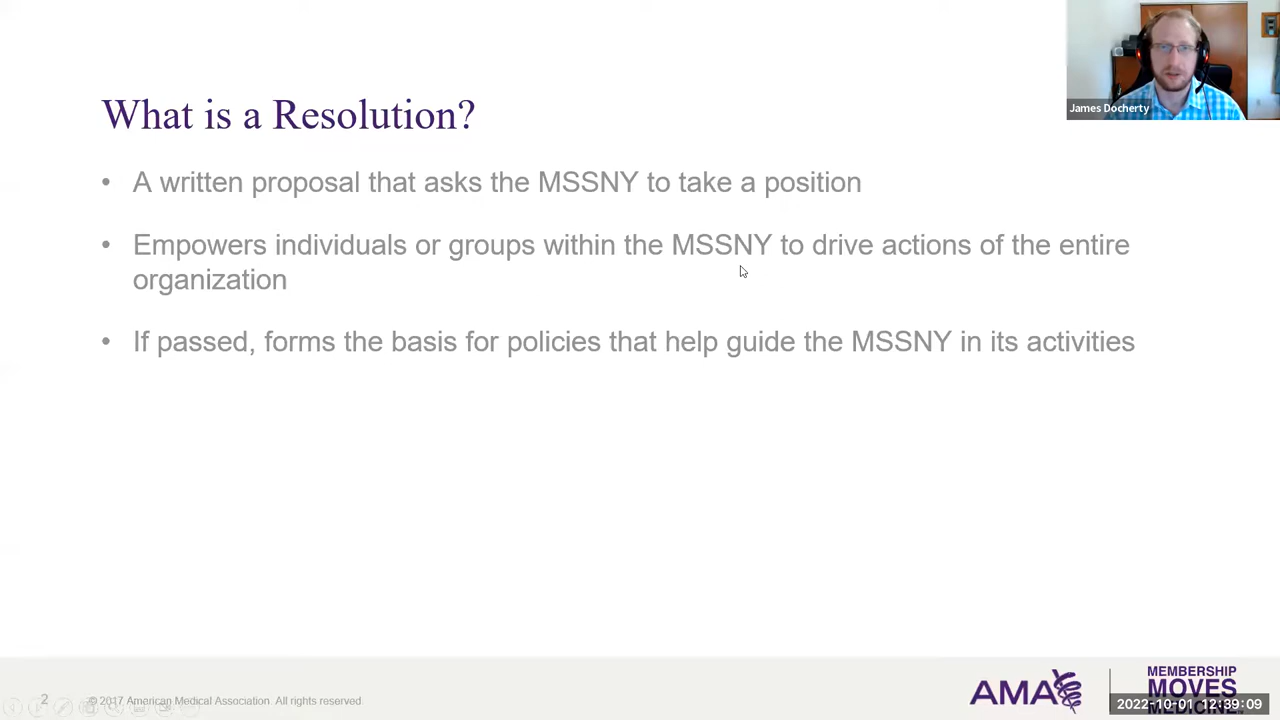 James Docherty
What is a Resolution?
• A written proposal that asks the MSSNY to take a position
• Empowers individuals or groups within the MSSNY to drive actions of the entire
organization
• If passed, forms the basis for policies that help guide the MSSNY in its activities
2 © 2017 American Medical Association. All rights reserved.
AMA
MEMBERSHIP
MOVES
MEDICINE
2022-10-01 12:39:09